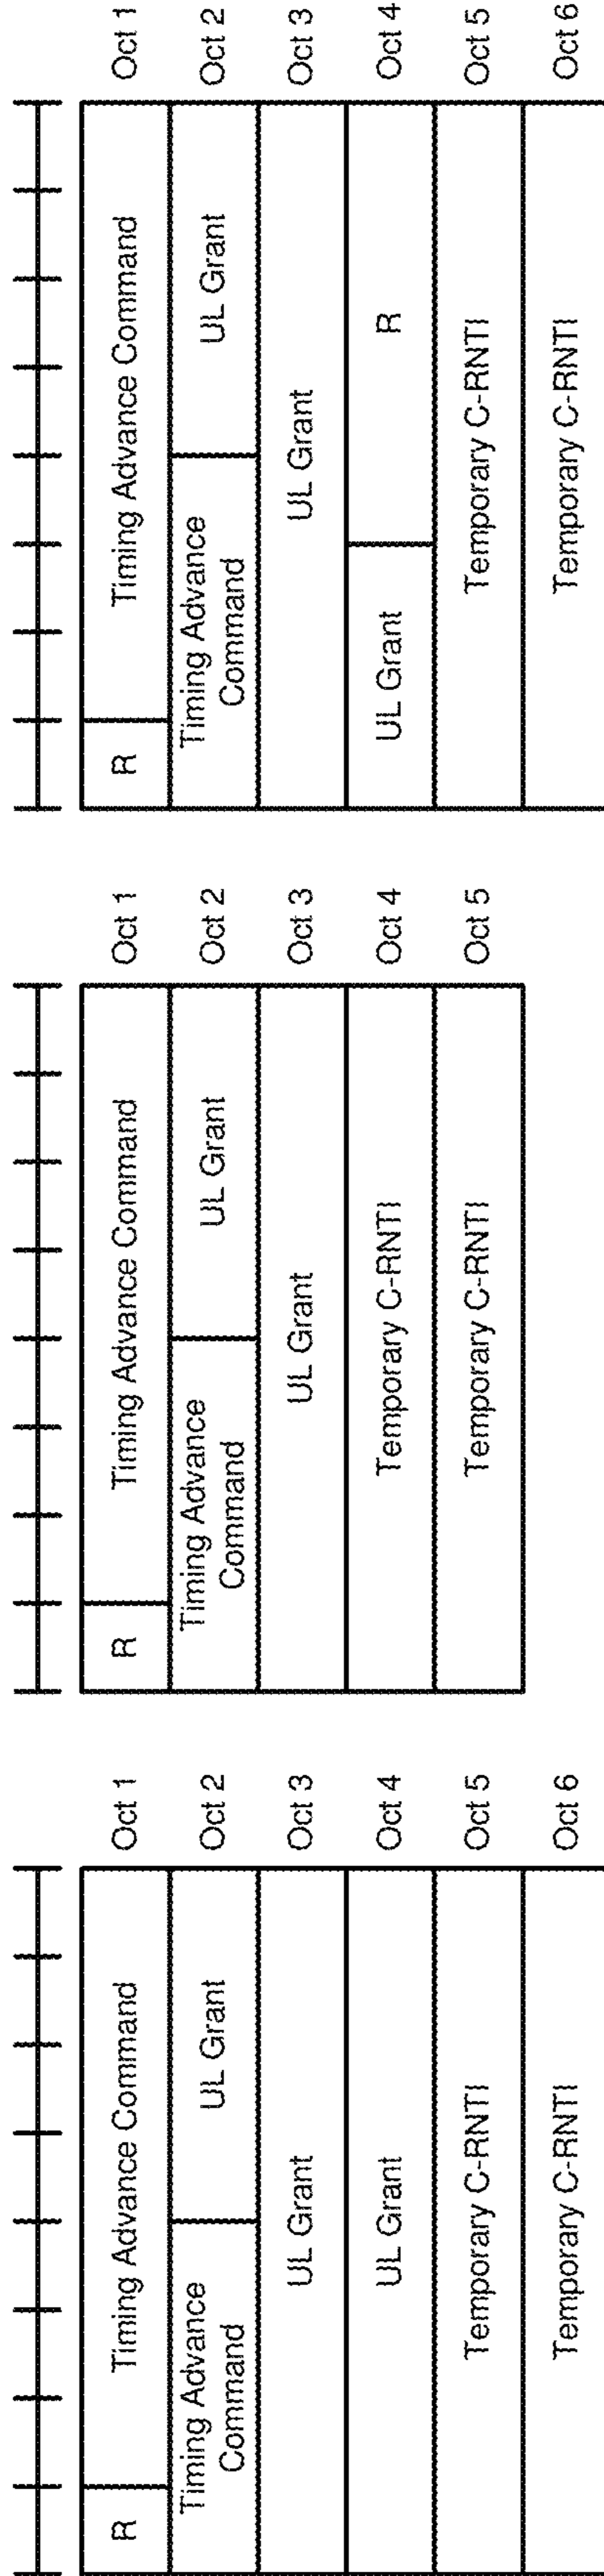 R
Timing Advance Command
Oct 1
Timing Advance
Command
UL Grant
Oct 2
UL Grant
Oct 3
UL Grant
Oct 4
Temporary C-RNTI
Oct 5
Temporary C-RNTI
Oct 6
R
Timing Advance Command
Oct 1
Timing Advance
Command
UL Grant
Oct 2
UL Grant
Oct 3
Temporary C-RNTI
Oct 4
Temporary C-RNTI
Oct 5
R
Timing Advance Command
Oct 1
Timing Advance
Command
UL Grant
Oct 2
UL Grant
Oct 3
UL Grant
R
Oct 4
Temporary C-RNTI
Oct 5
Temporary C-RNTI
Oct 6